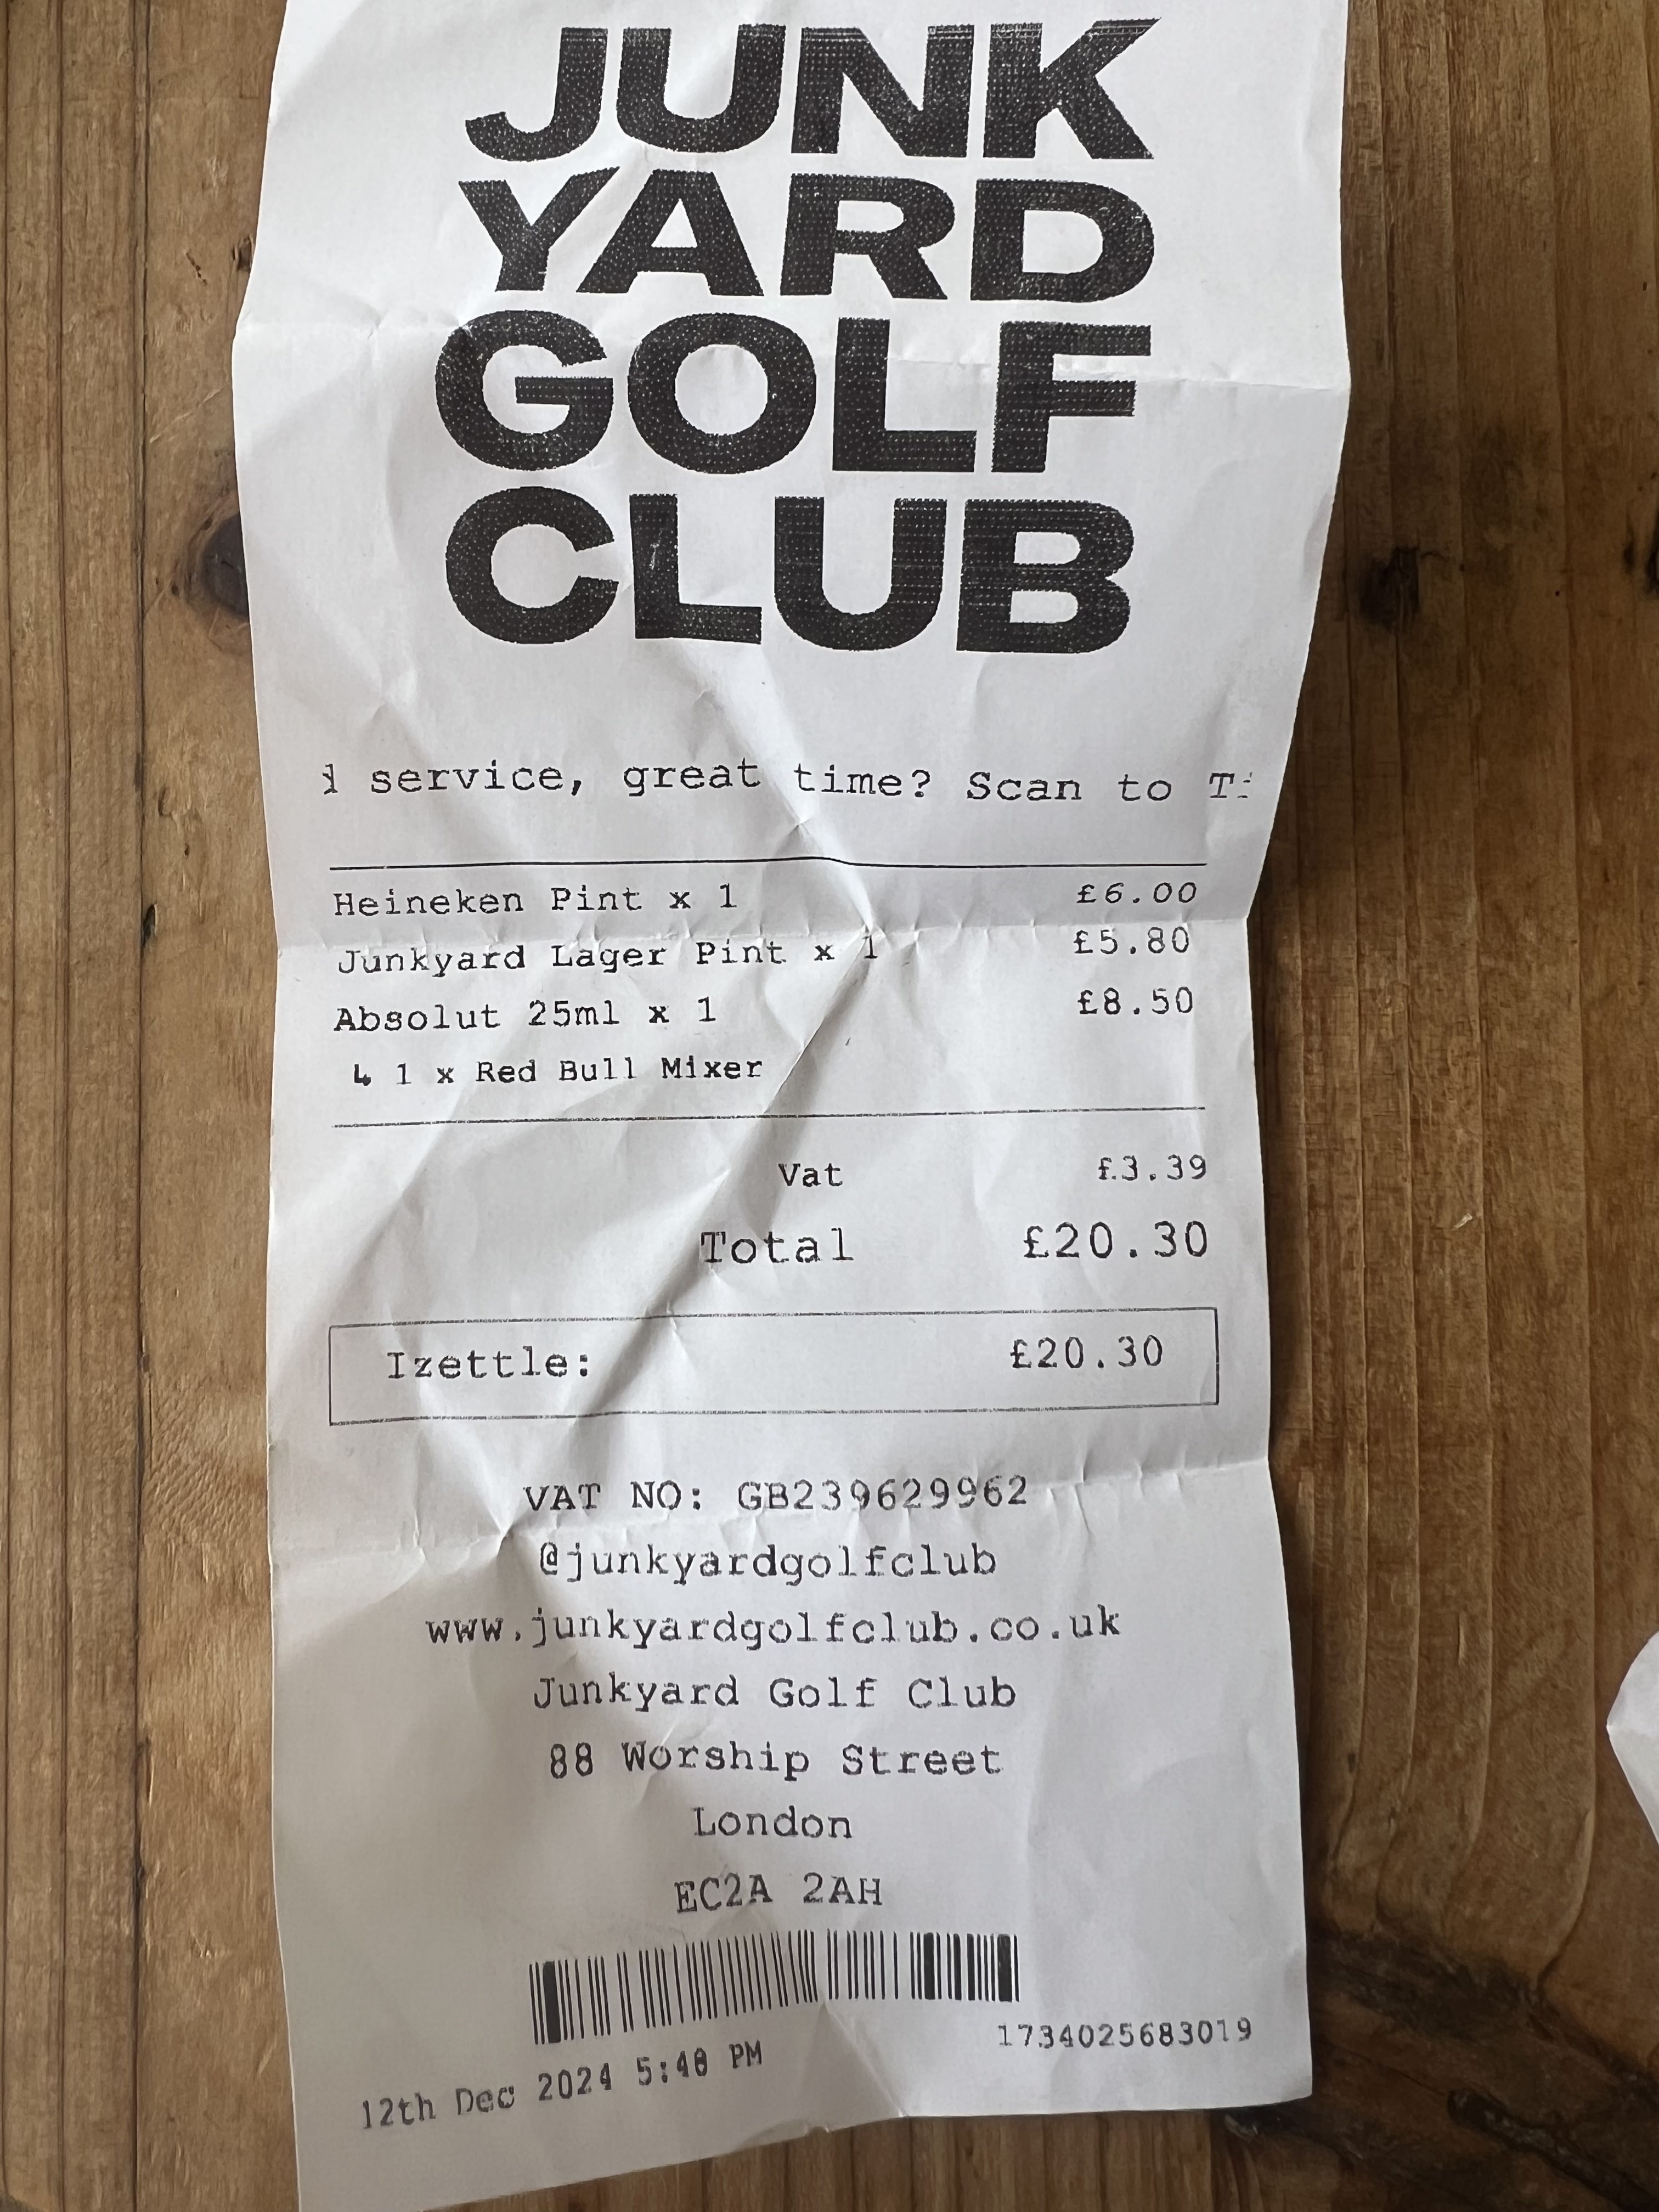 JUNK
YARD
GOLF
CLUB
service, great time? Scan to
Heineken Pint x 1 £6.00
Junkyard Lager Pint x 1 £5.80
Absolut 25ml x 1 £8.50
↳ 1 x Red Bull Mixer
Vat £3.39
Total £20.30
Izettle: £20.30
VAT NO: GB239629962
@junkyardgolfclub
www.junkyardgolfclub.co.uk
Junkyard Golf Club
88 Worship Street
London
EC2A 2AH
1734025683019
12th Dec 2024 5:48 PM